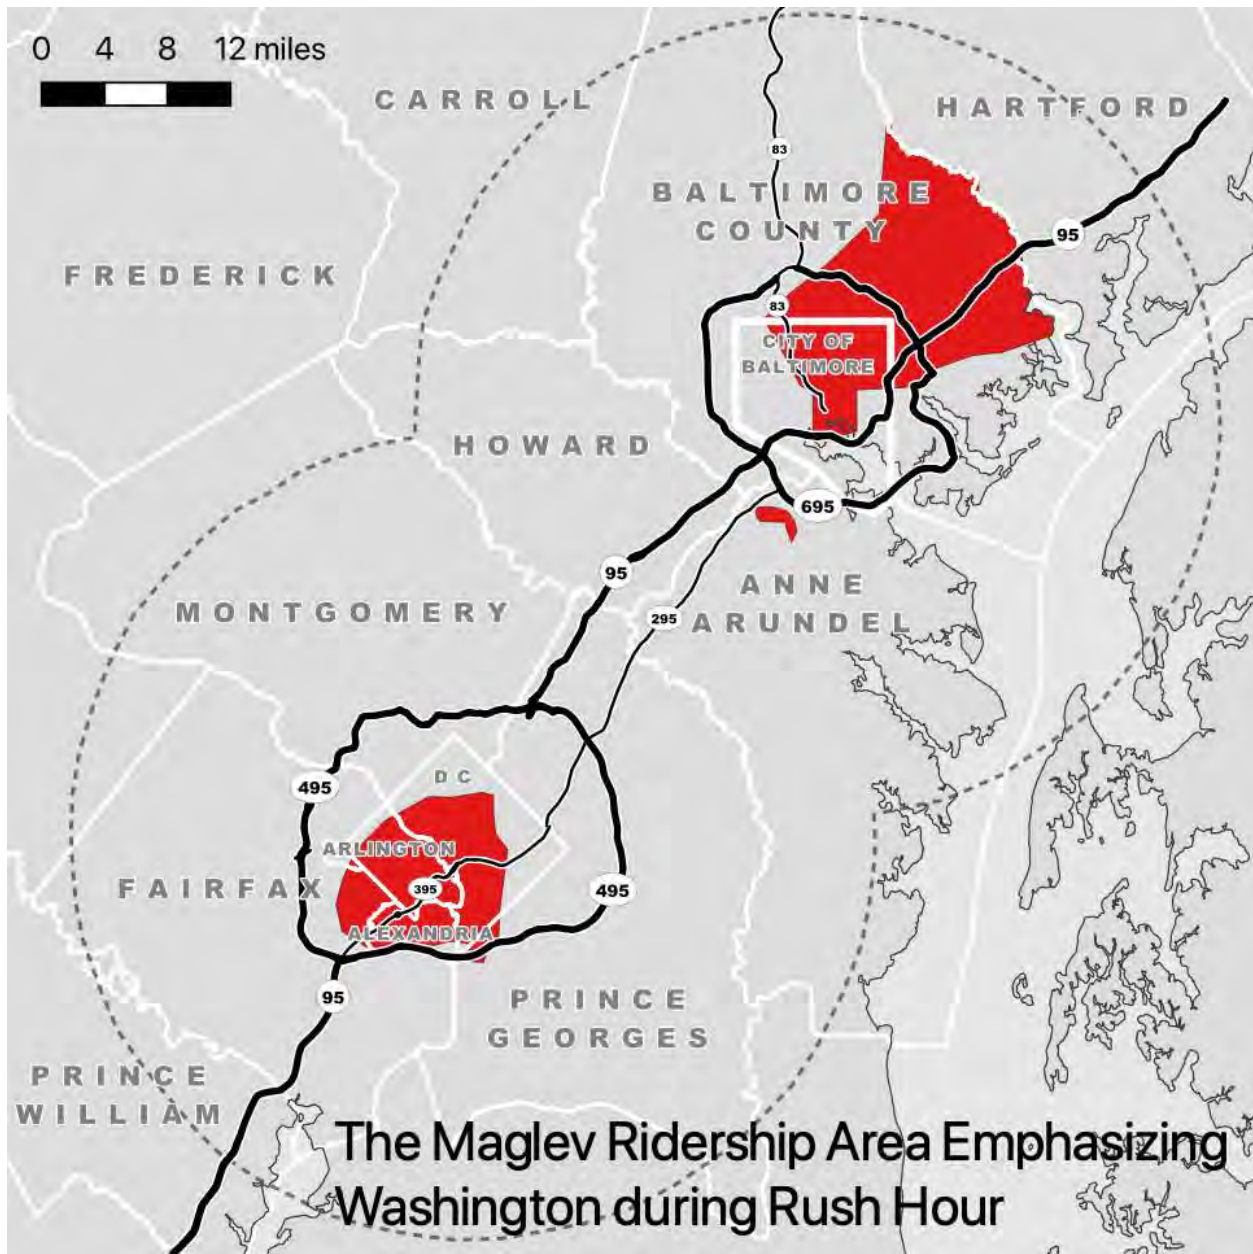 0 4 8 12 miles
CARROLL
HARTFORD
83
BALTIMORE
COUNTY
95
FREDERICK
83
CITY OF
BALTIMORE
HOWARD
695
95
ANNE
ARUNDEL
MONTGOMERY
295
DC
495
ARLINGTON
FAIRFAX
395
495
ALEXANDRIA
95
PRINCE
GEORGES
PRINCE
WILLIAM
The Maglev Ridership Area Emphasizing
Washington during Rush Hour